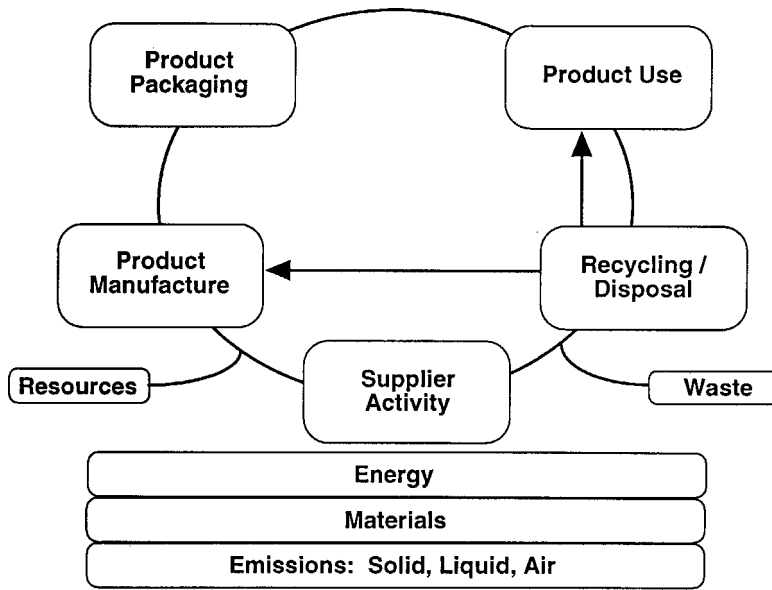 Product
Packaging
Product Use
Product
Manufacture
Recycling /
Disposal
Resources
Supplier
Activity
Waste
Energy
Materials
Emissions: Solid, Liquid, Air